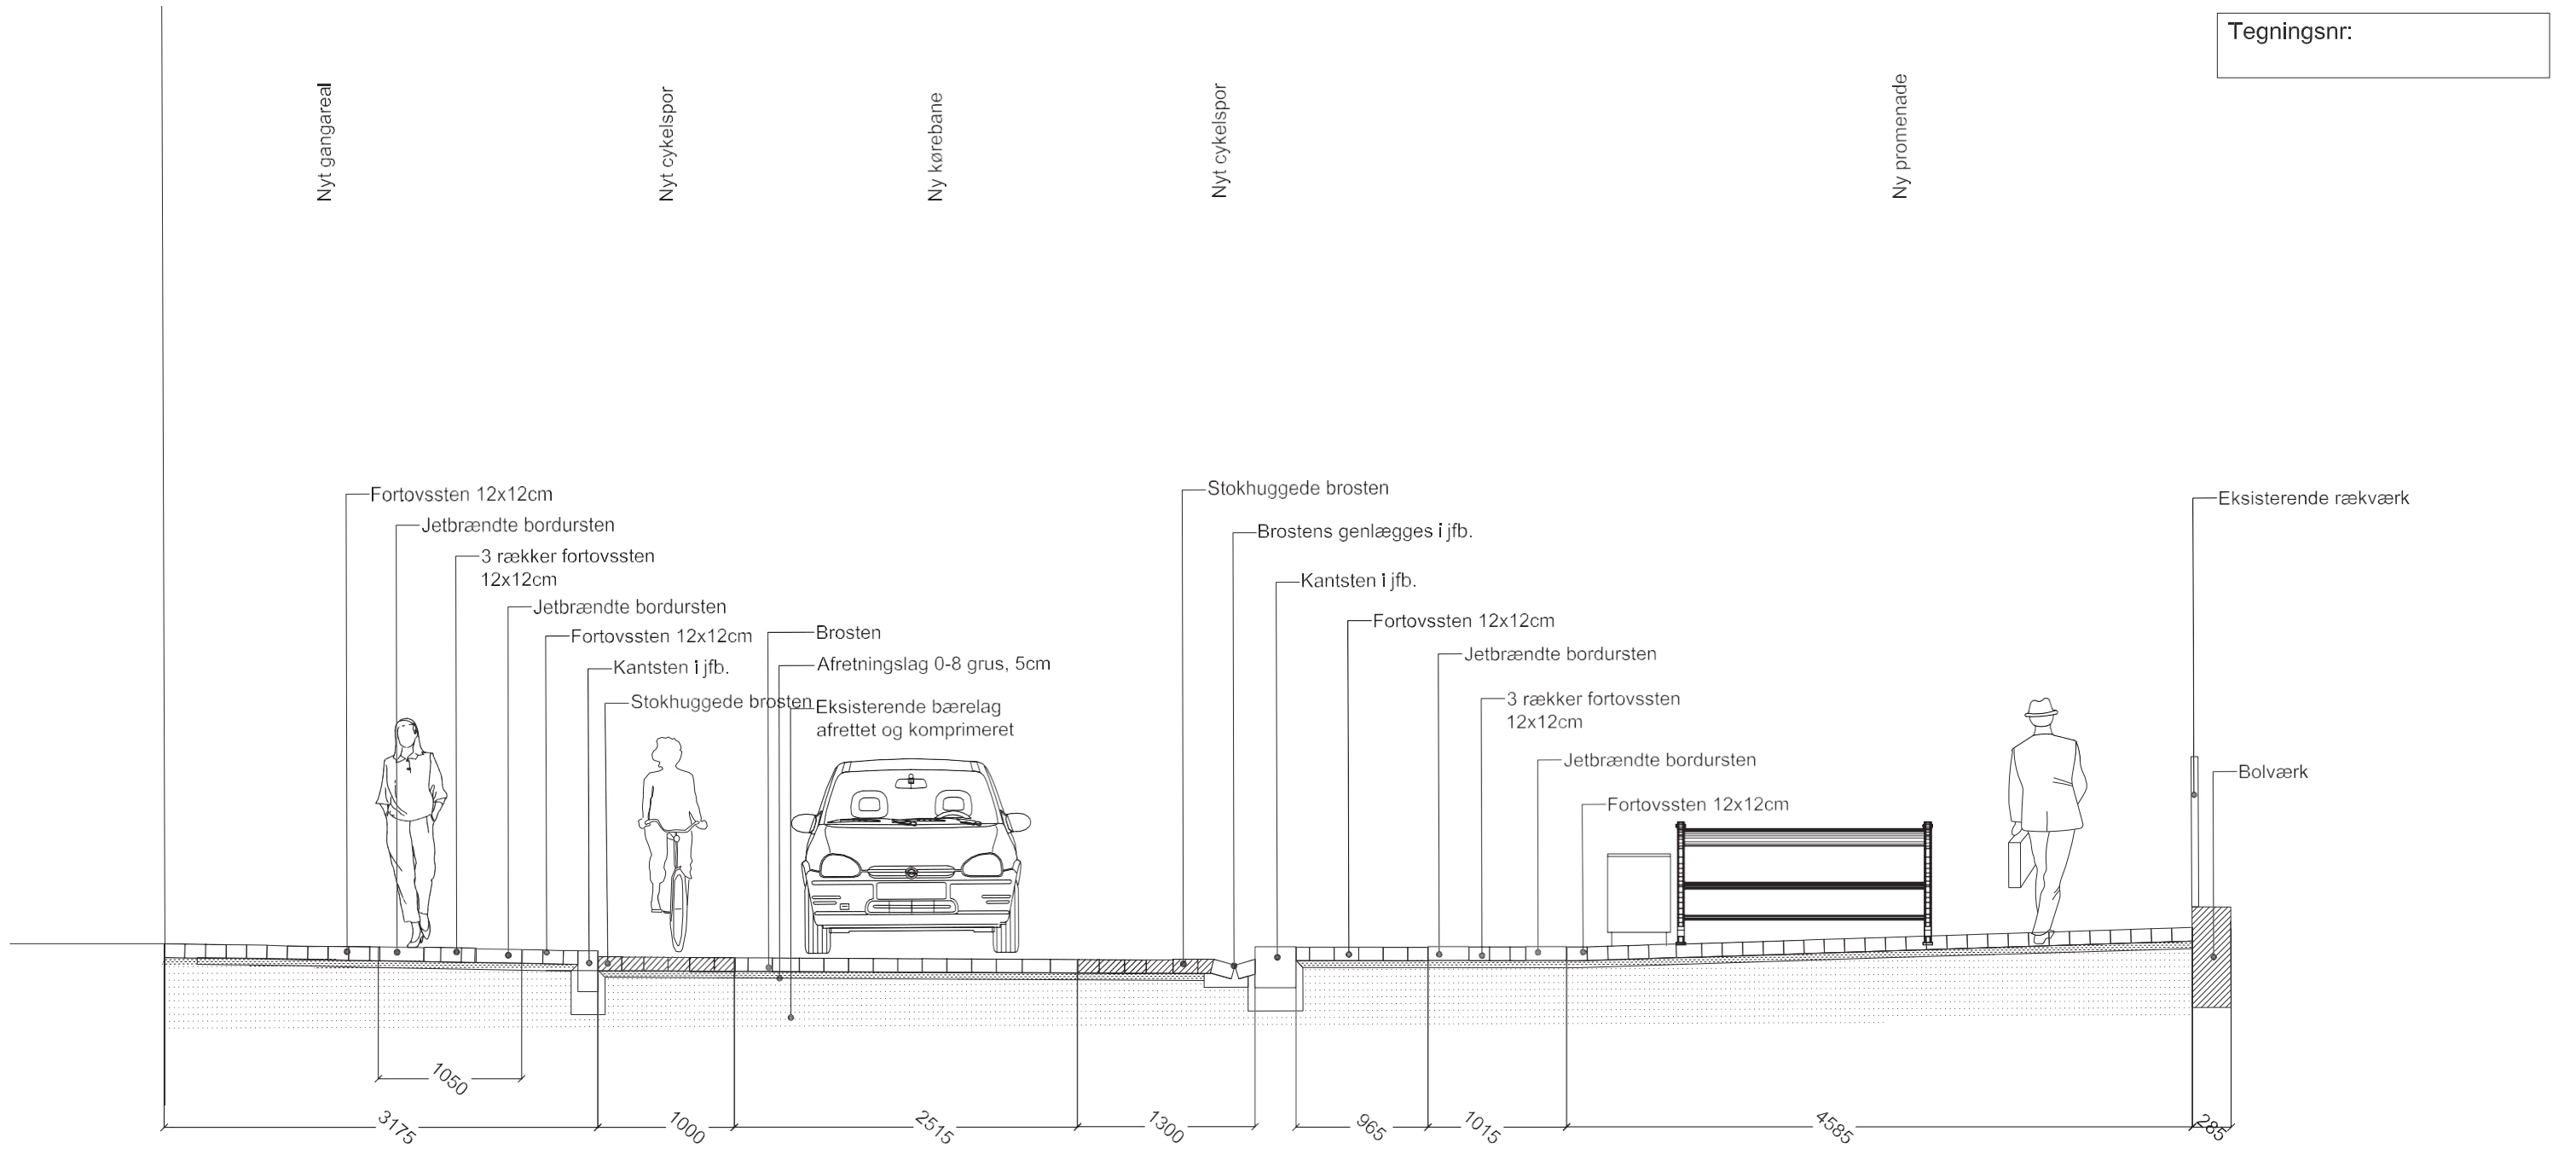 Tegningsnr:
Nyt gangareal
Nyt cykelspor
Ny kørebane
Nyt cykelspor
Ny promenade
Fortovssten 12x12cm
Jetbrændte bordursten
3 rækker fortovssten
12x12cm
Jetbrændte bordursten
Fortovssten 12x12cm
Kantsten i jfb.
Stokhuggede brosten
Brosten
Afretningslag 0-8 grus, 5cm
Eksisterende bærelag
afrettet og komprimeret
Stokhuggede brosten
Brostens genlægges i jfb.
Kantsten i jfb.
Fortovssten 12x12cm
Jetbrændte bordursten
3 rækker fortovssten
12x12cm
Jetbrændte bordursten
Fortovssten 12x12cm
Eksisterende rækværk
Bolværk
1050
3175
1000
2515
1300
965
1015
4585
285